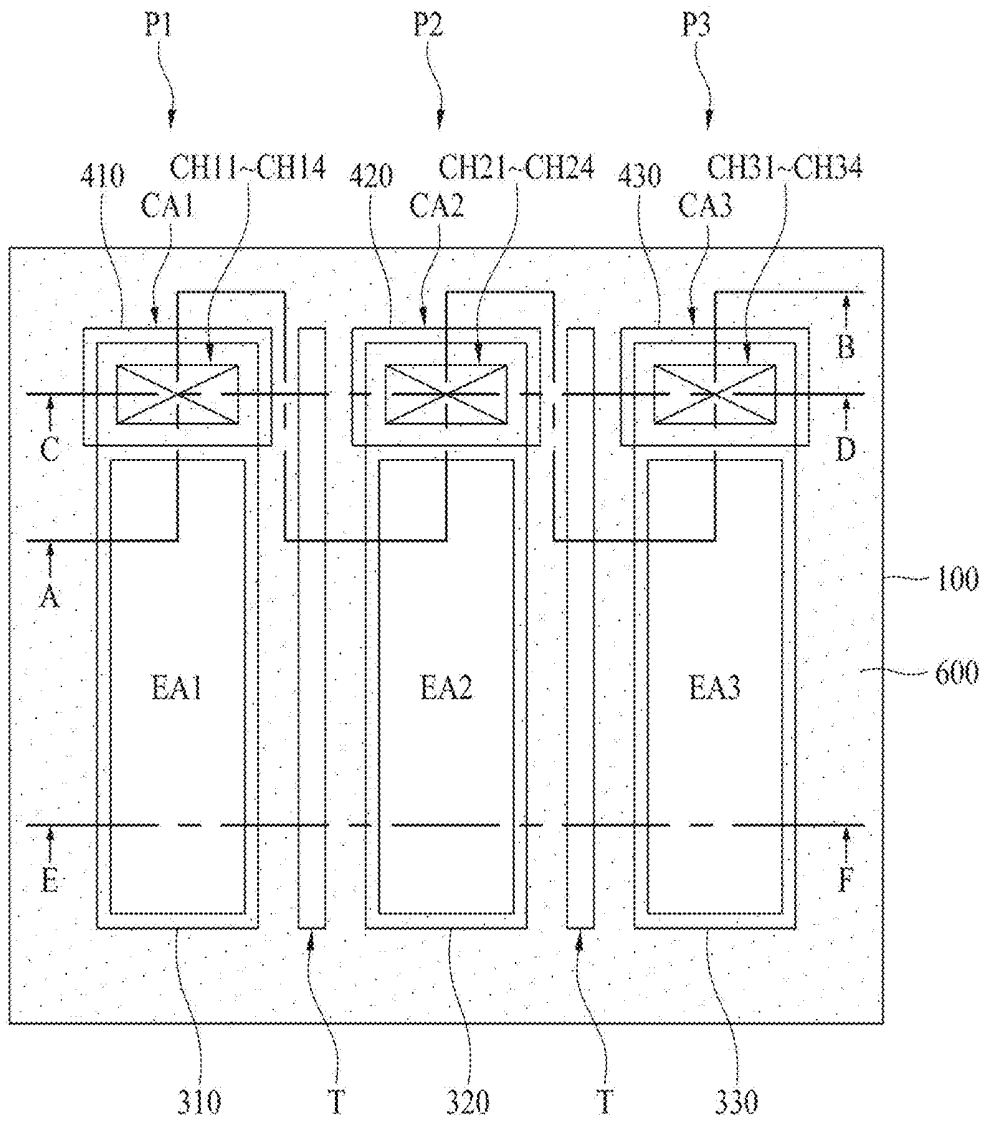 P1 P2 P3
410 CH11~CH14 420 CH21~CH24 430 CH31~CH34
CA1 CA2 CA3
B
C D
A
100
EA1 EA2 EA3 600
E F
310 T 320 T 330